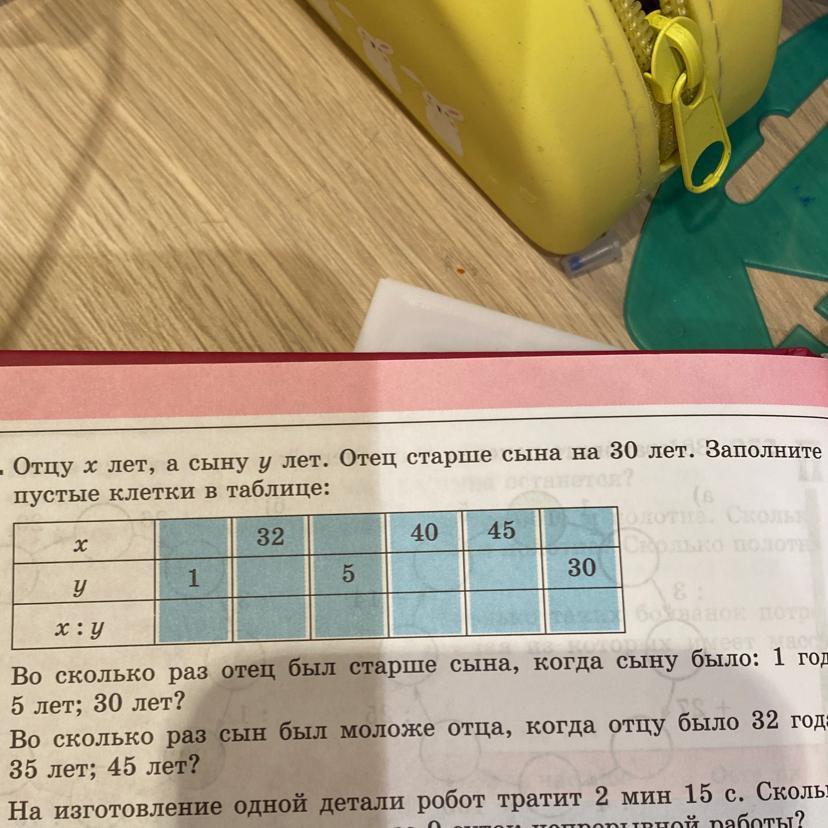 Отцу x лет, а сыну y лет. Отец старше сына на 30 лет. Заполните
пустые клетки в таблице:
x 32 40 45
y 1 5 30
x : y
Во сколько раз отец был старше сына, когда сыну было: 1 год
5 лет; 30 лет?
Во сколько раз сын был моложе отца, когда отцу было 32 года
35 лет; 45 лет?
На изготовление одной детали робот тратит 2 мин 15 с. Сколь
непрерывной работы?